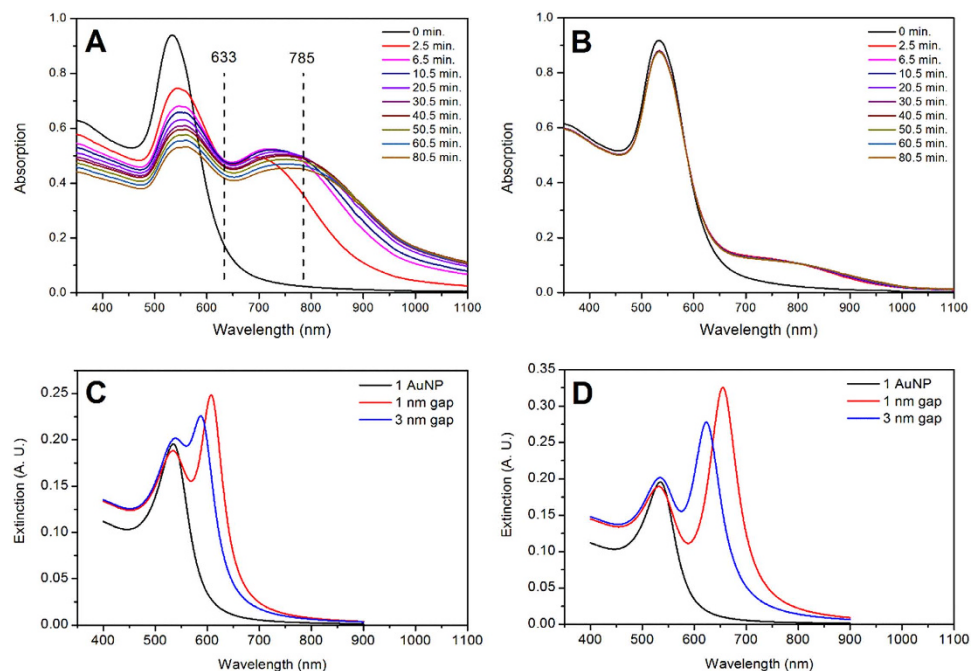 A
633
785
0 min.
2.5 min.
6.5 min.
10.5 min.
20.5 min.
30.5 min.
40.5 min.
50.5 min.
60.5 min.
80.5 min.
1.0
0.8
0.6
0.4
0.2
0.0
Absorption
400 500 600 700 800 900 1000 1100
Wavelength (nm)
B
0 min.
2.5 min.
6.5 min.
10.5 min.
20.5 min.
30.5 min.
40.5 min.
50.5 min.
60.5 min.
80.5 min.
1.0
0.8
0.6
0.4
0.2
0.0
Absorption
400 500 600 700 800 900 1000 1100
Wavelength (nm)
C
1 AuNP
1 nm gap
3 nm gap
0.25
0.20
0.15
0.10
0.05
0.00
Extinction (A. U.)
400 500 600 700 800 900 1000 1100
Wavelength (nm)
D
1 AuNP
1 nm gap
3 nm gap
0.35
0.30
0.25
0.20
0.15
0.10
0.05
0.00
Extinction (A. U.)
400 500 600 700 800 900 1000 1100
Wavelength (nm)